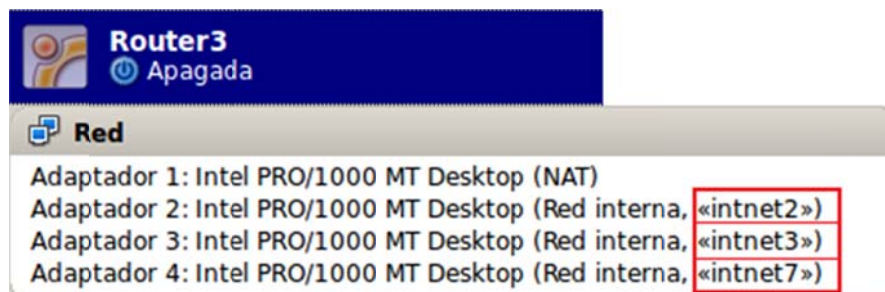 Router3
Apagada
Red
Adaptador 1: Intel PRO/1000 MT Desktop (NAT)
Adaptador 2: Intel PRO/1000 MT Desktop (Red interna, «intnet2»)
Adaptador 3: Intel PRO/1000 MT Desktop (Red interna, «intnet3»)
Adaptador 4: Intel PRO/1000 MT Desktop (Red interna, «intnet7»)